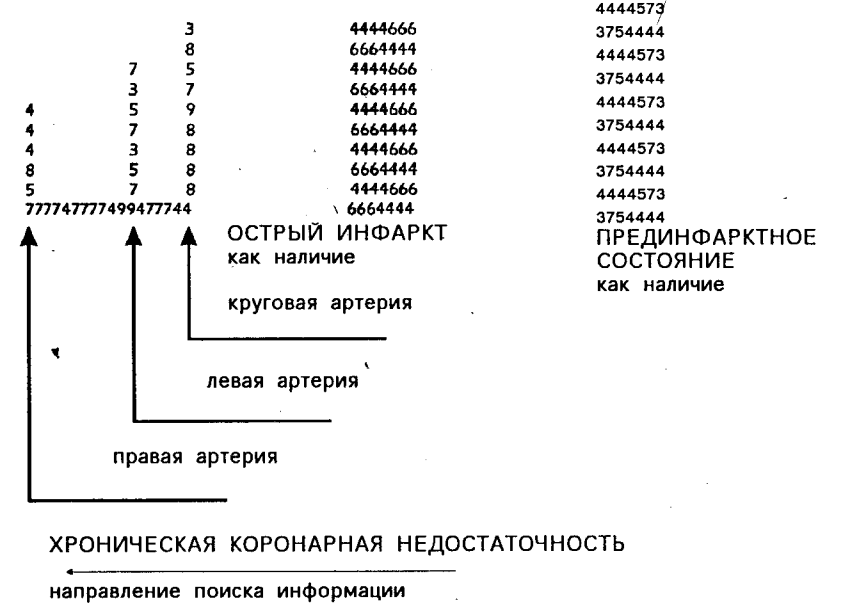 4444573
3 4444666 3754444
8 6664444 4444573
7 5 4444666 3754444
3 7 6664444 4444573
4 5 9 4444666 3754444
4 7 8 6664444 4444573
4 3 8 4444666 3754444
8 5 8 6664444 4444573
5 7 8 4444666 3754444
777747777499477744 6664444
ОСТРЫЙ ИНФАРКТ
как наличие
ПРЕДИНФАРКТНОЕ
СОСТОЯНИЕ
как наличие
круговая артерия
левая артерия
правая артерия
ХРОНИЧЕСКАЯ КОРОНАРНАЯ НЕДОСТАТОЧНОСТЬ
направление поиска информации